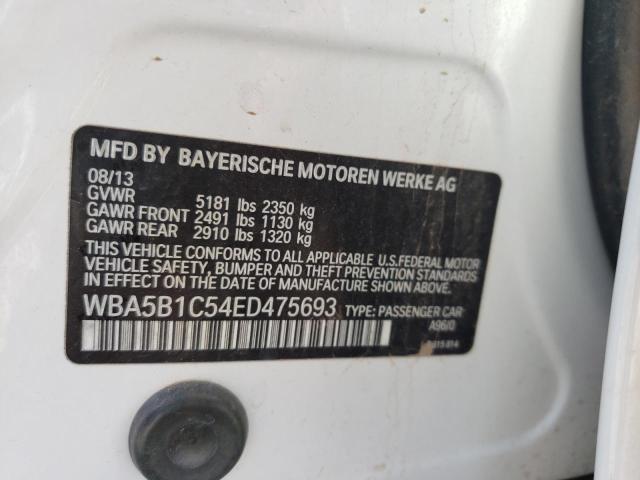 MFD BY BAYERISCHE MOTOREN WERKE AG
08/13
GVWR 5181 lbs 2350 kg
GAWR FRONT 2491 lbs 1130 kg
GAWR REAR 2910 lbs 1320 kg
THIS VEHICLE CONFORMS TO ALL APPLICABLE U.S.FEDERAL MOTOR
VEHICLE SAFETY, BUMPER AND THEFT PREVENTION STANDARDS
IN EFFECT ON THE DATE OF MANUFACTURE SHOWN ABOVE.
WBA5B1C54ED475693 TYPE: PASSENGER CAR
A96/0